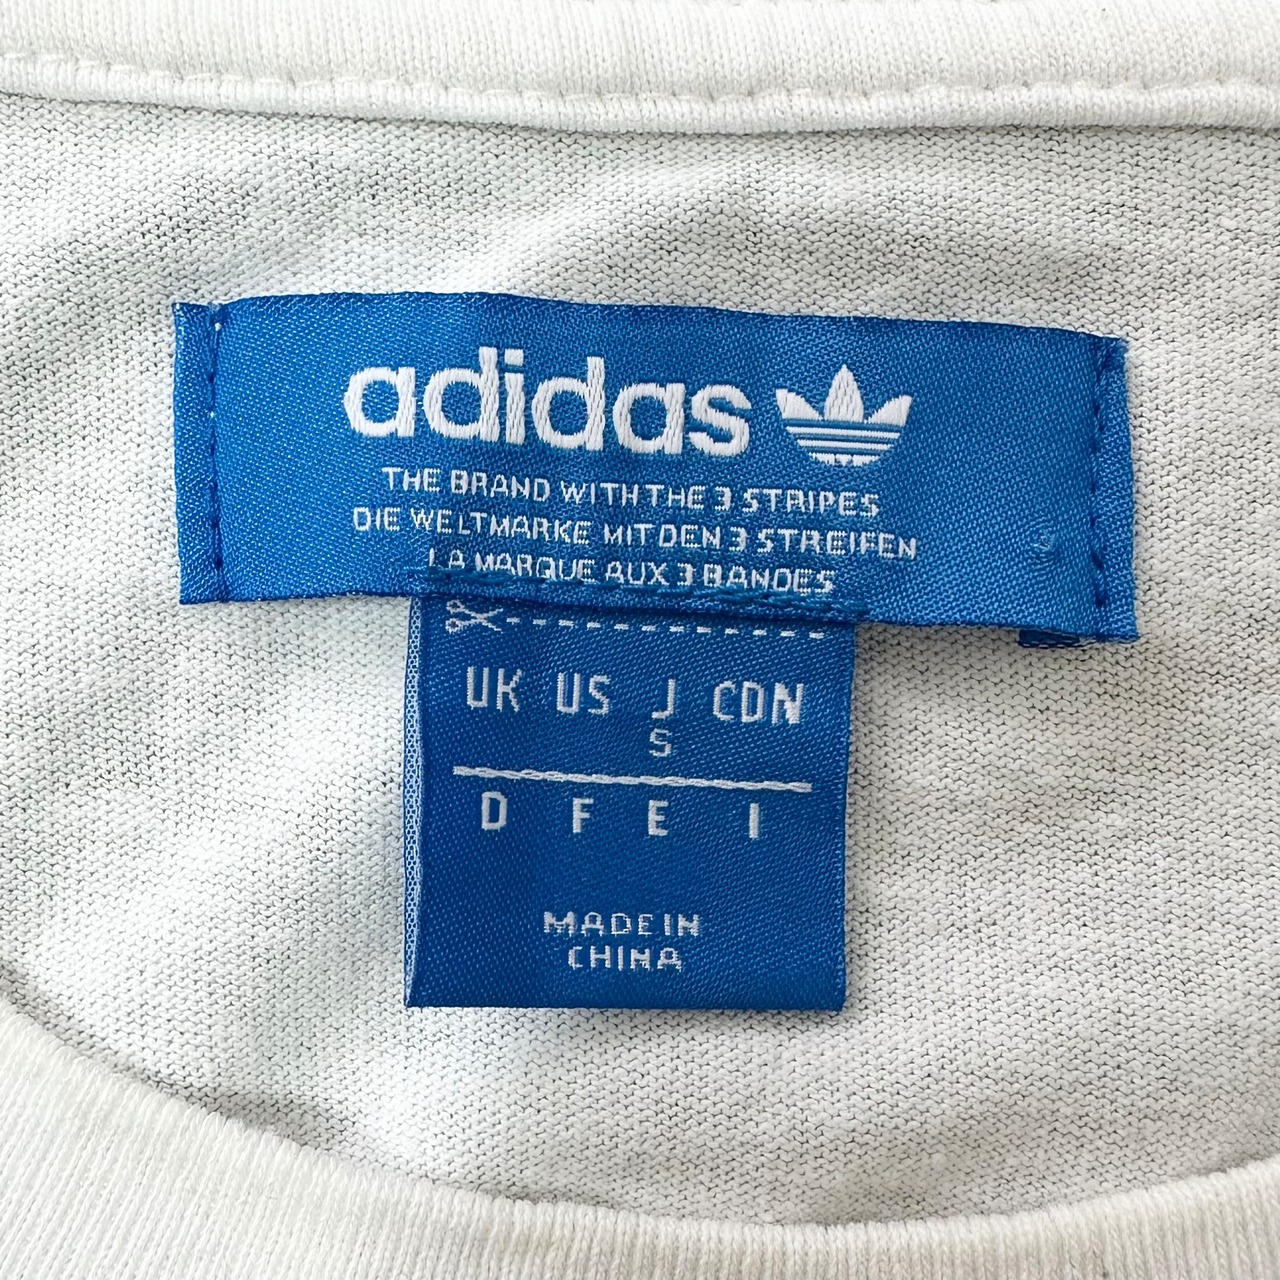 adidas
THE BRAND WITH THE 3 STRIPES
DIE WELTMARKE MIT DEN 3 STREIFEN
LA MARQUE AUX 3 BANDES
UK US J CDN
S
D F E I
MADE IN
CHINA